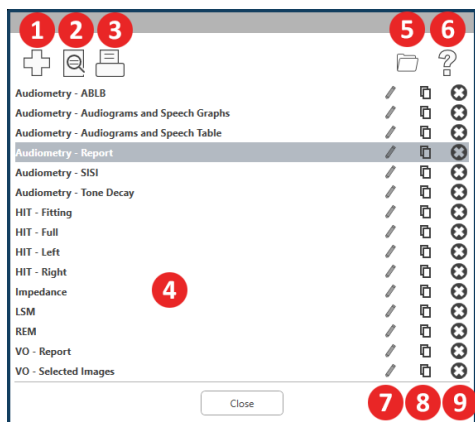 1 2 3 5 6
Audiometry - ABLB
Audiometry - Audiograms and Speech Graphs
Audiometry - Audiograms and Speech Table
Audiometry - Report
Audiometry - SISI
Audiometry - Tone Decay
HIT - Fitting
HIT - Full
HIT - Left
HIT - Right
Impedance 4
LSM
REM
VO - Report
VO - Selected Images
Close 7 8 9